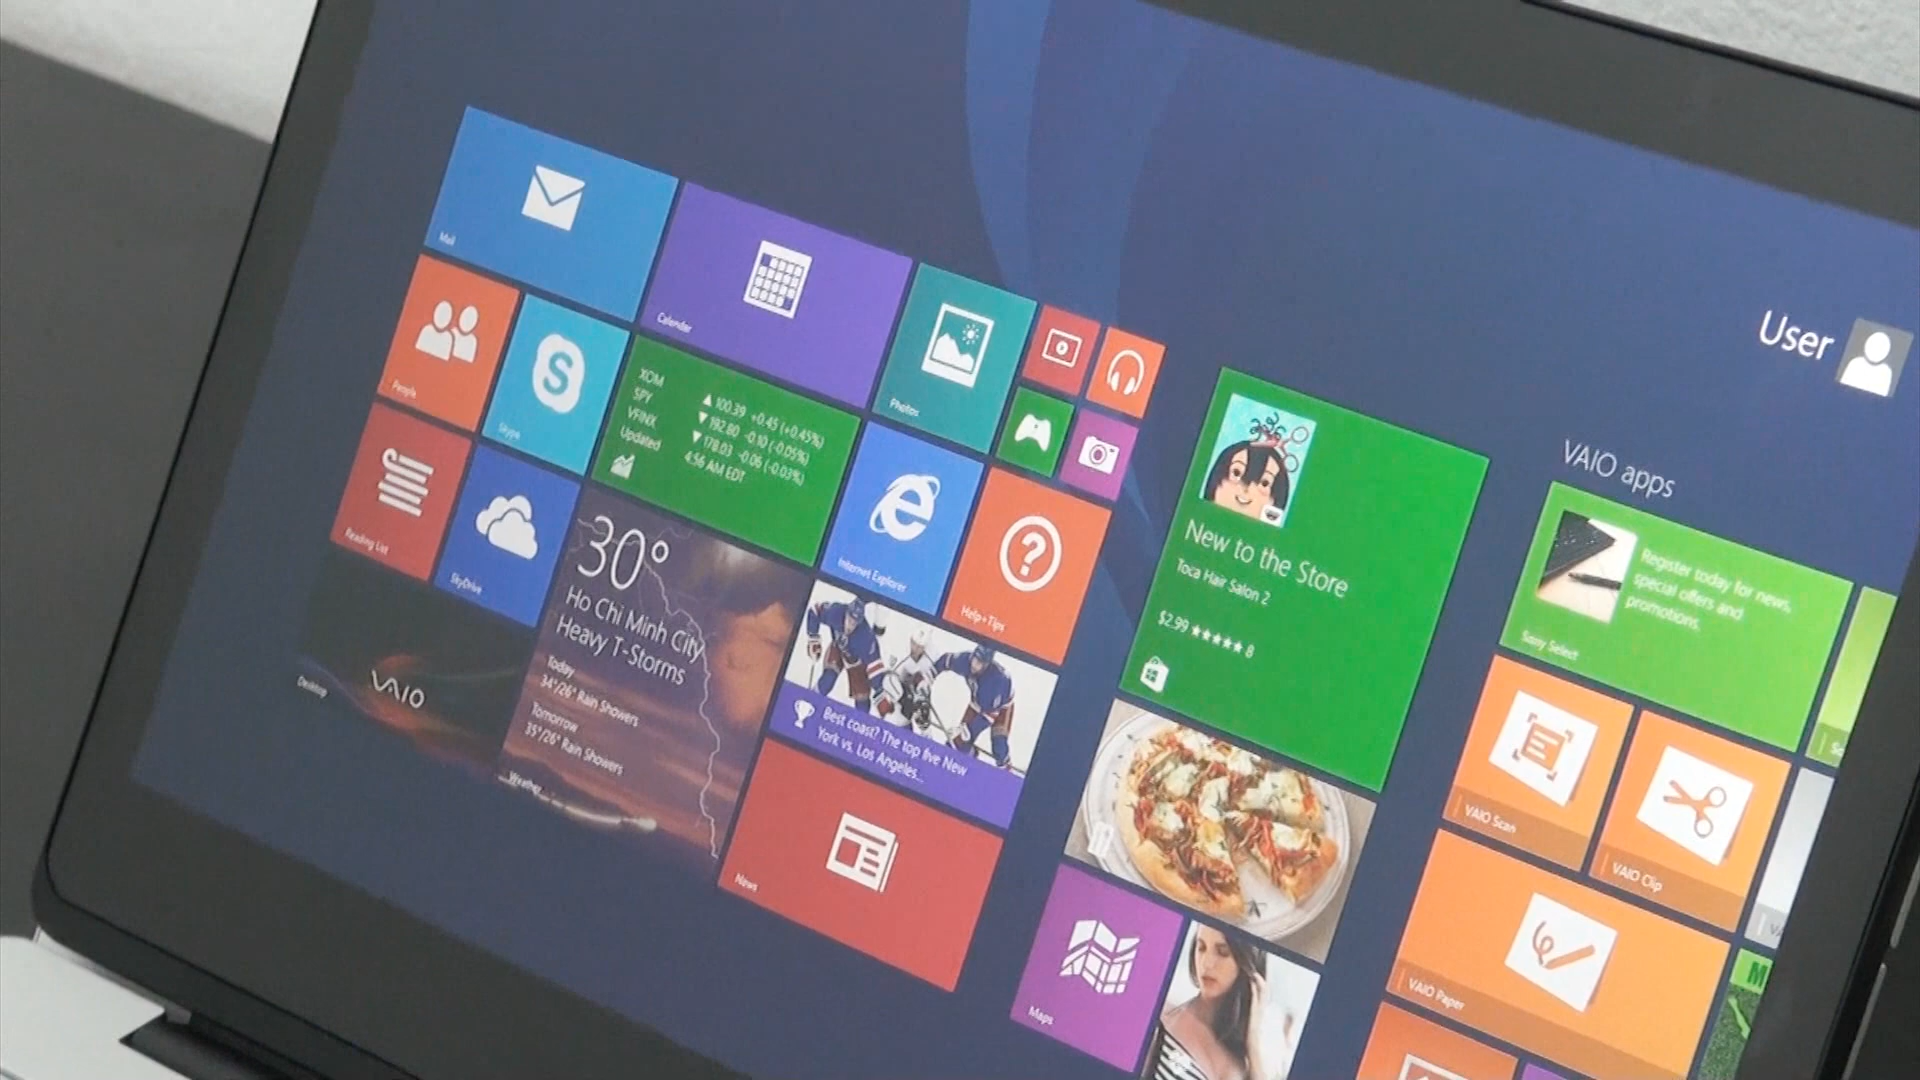 User
Mail
Calendar
Photos
People
Skype
XOM 100.39 +0.45 (+0.45%)
SPY 192.80 -0.10 (-0.05%)
VFINX 178.03 -0.06 (-0.03%)
Updated 4:56 AM EDT
Reading List
SkyDrive
Internet Explorer
Help+Tips
30°
Ho Chi Minh City
Heavy T-Storms
Today
34°/26° Rain Showers
Tomorrow
35°/26° Rain Showers
Weather
Desktop
VAIO
Best coast? The top five New
York vs. Los Angeles...
News
New to the Store
Toca Hair Salon 2
$2.99 ★★★★★ 8
Maps
VAIO apps
Register today for news,
special offers and
promotions.
Sony Select
VAIO Scan
VAIO Clip
VAIO Paper